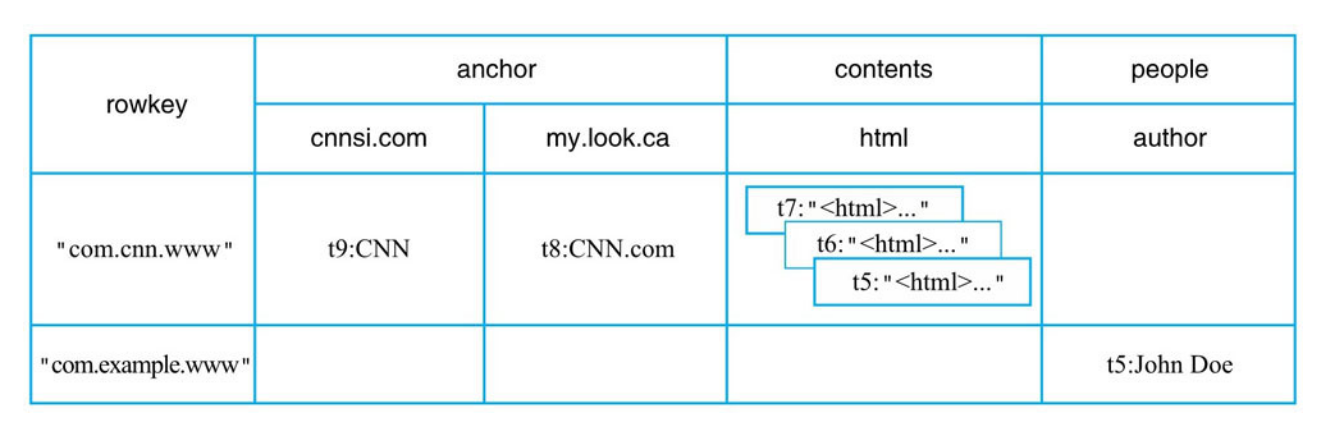 rowkey
anchor
contents
people
cnnsi.com
my.look.ca
html
author
"com.cnn.www"
t9:CNN
t8:CNN.com
t7:"<html>..."
t6:"<html>..."
t5:"<html>..."
"com.example.www"
t5:John Doe